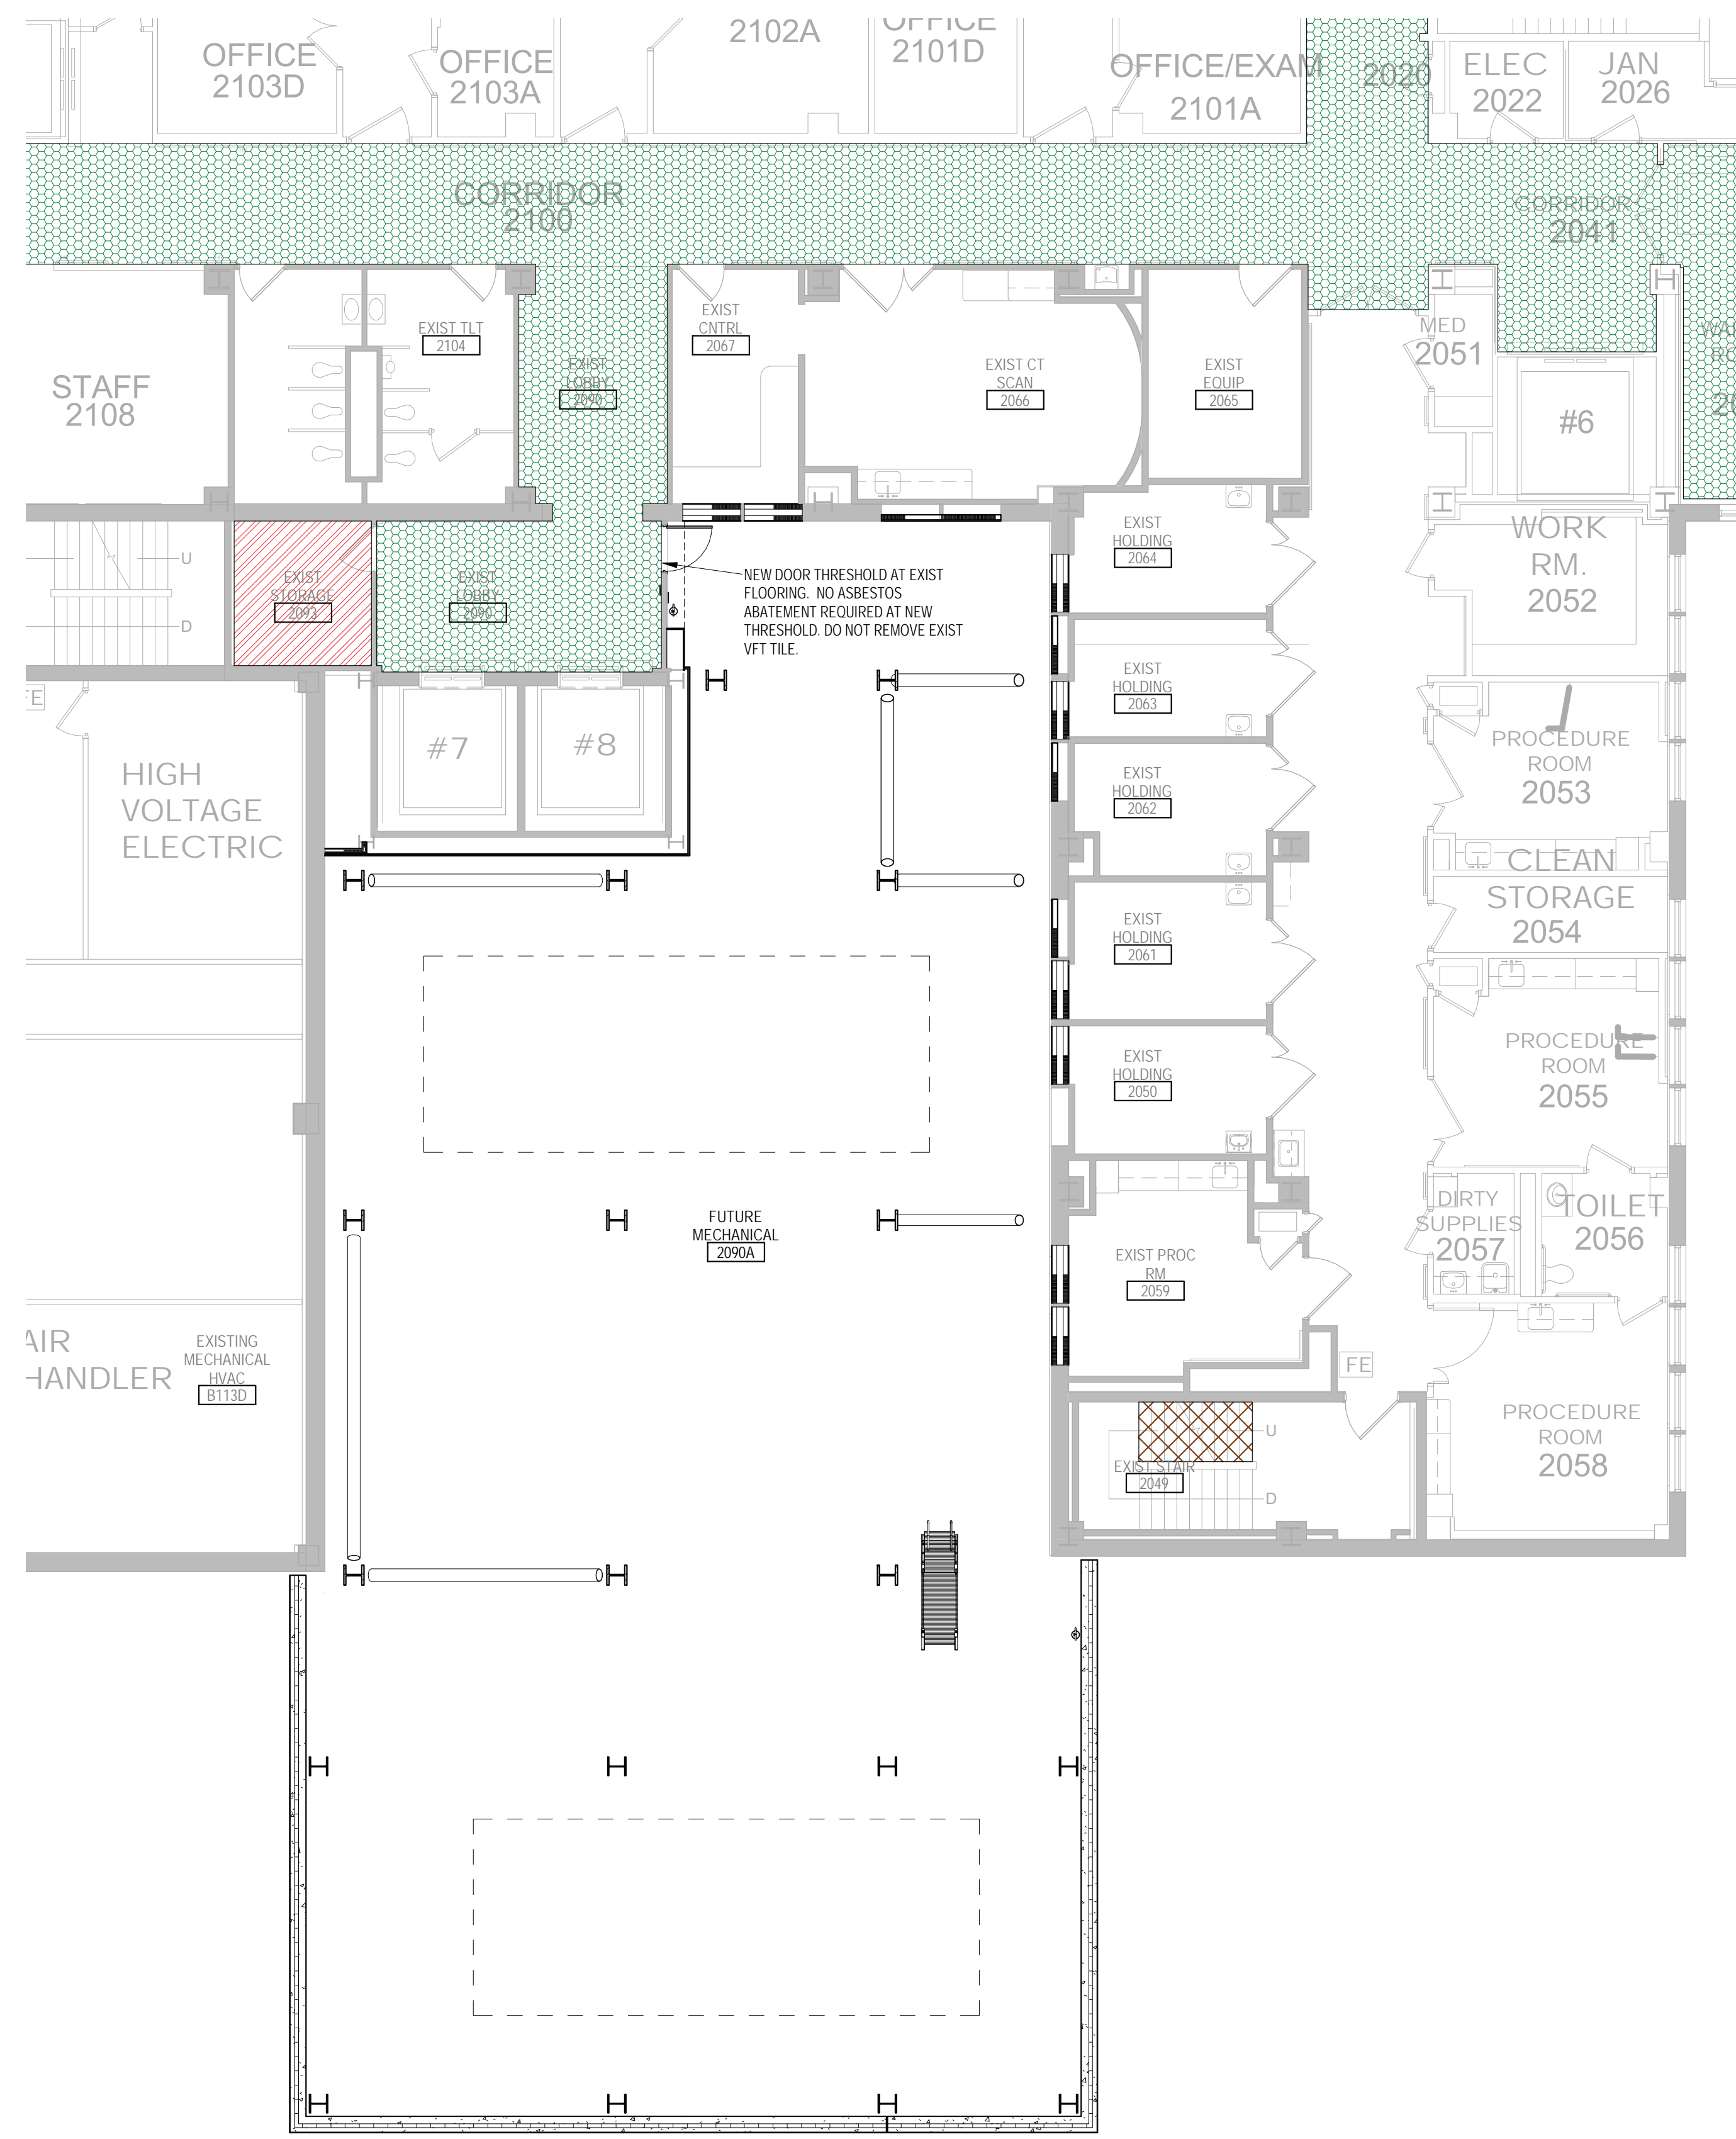 OFFICE
2103D
OFFICE
2103A
2102A
OFFICE
2101D
OFFICE/EXAM
2101A
2020
ELEC
2022
JAN
2026
CORRIDOR
2100
CORRIDOR
2041
STAFF
2108
EXIST TLT
2104
EXIST
LOBBY
2090
EXIST
CNTRL
2067
EXIST CT
SCAN
2066
EXIST
EQUIP
2065
MED
2051
#6
U
D
EXIST
STORAGE
2093
EXIST
LOBBY
2090
NEW DOOR THRESHOLD AT EXIST
FLOORING. NO ASBESTOS
ABATEMENT REQUIRED AT NEW
THRESHOLD. DO NOT REMOVE EXIST
VFT TILE.
EXIST
HOLDING
2064
WORK
RM.
2052
EXIST
HOLDING
2063
#7
#8
HIGH
VOLTAGE
ELECTRIC
PROCEDURE
ROOM
2053
EXIST
HOLDING
2062
CLEAN
STORAGE
2054
EXIST
HOLDING
2061
EXIST
HOLDING
2050
PROCEDURE
ROOM
2055
FUTURE
MECHANICAL
2090A
DIRTY
SUPPLIES
2057
TOILET
2056
EXIST PROC
RM
2059
AIR
HANDLER
EXISTING
MECHANICAL
HVAC
B113D
FE
EXIST STAIR
2049
U
D
PROCEDURE
ROOM
2058